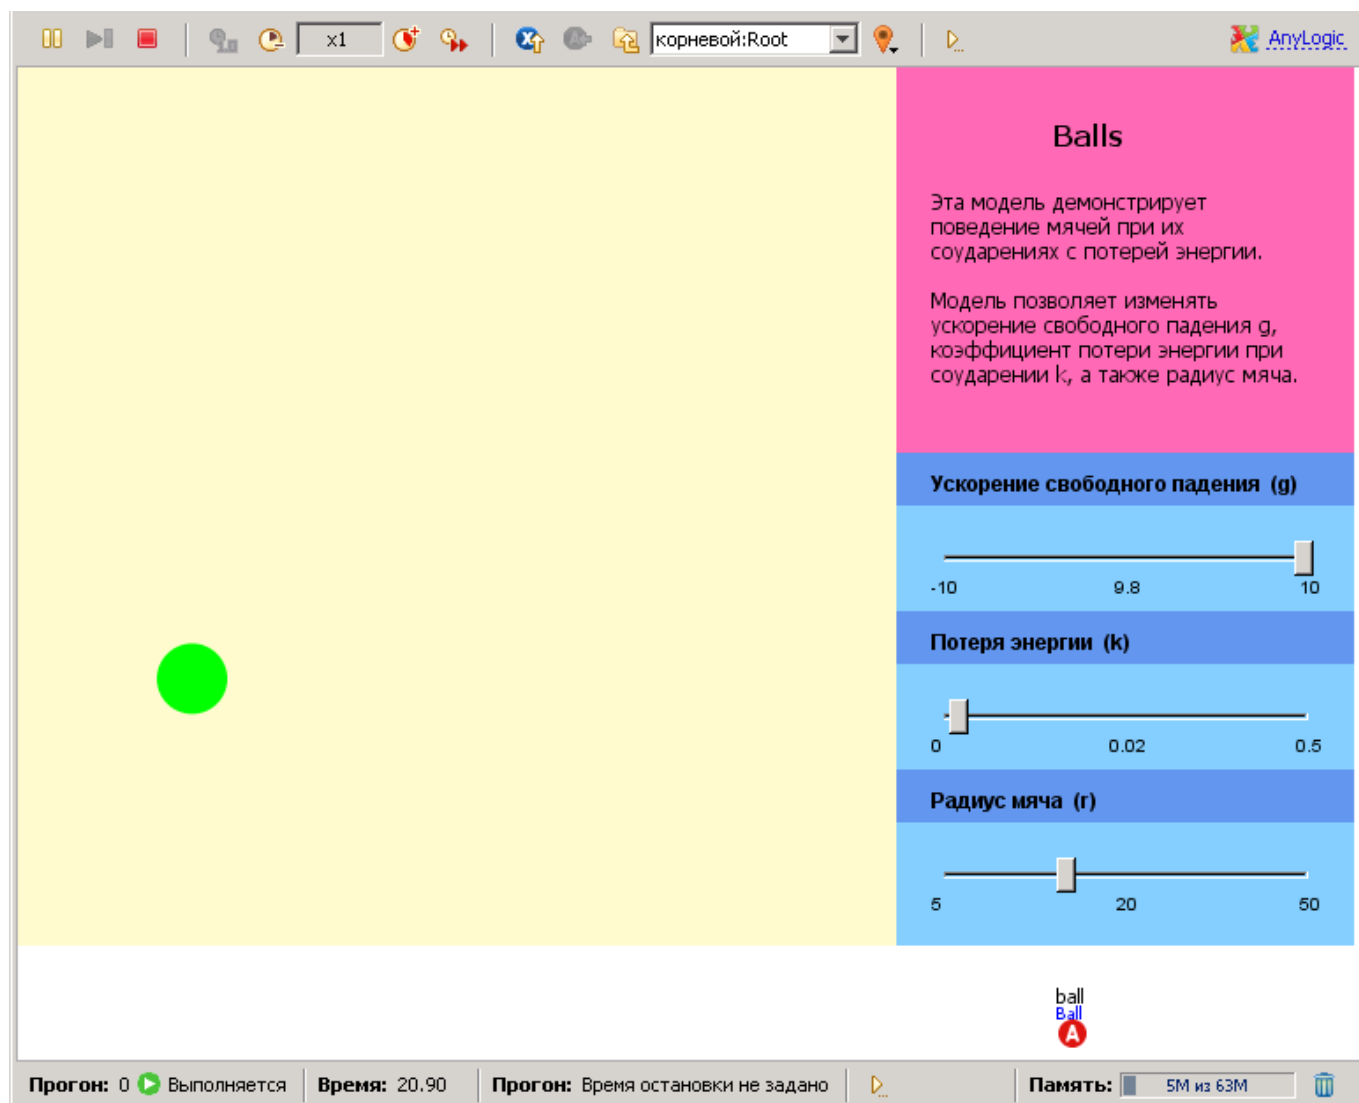 x1 корневой:Root AnyLogic
Balls
Эта модель демонстрирует
поведение мячей при их
соударениях с потерей энергии.
Модель позволяет изменять
ускорение свободного падения g,
коэффициент потери энергии при
соударении k, а также радиус мяча.
Ускорение свободного падения (g)
-10 9.8 10
Потеря энергии (k)
0 0.02 0.5
Радиус мяча (r)
5 20 50
ball
Ball
A
Прогон: 0 Выполняется Время: 20.90 Прогон: Время остановки не задано Память: 5M из 63M